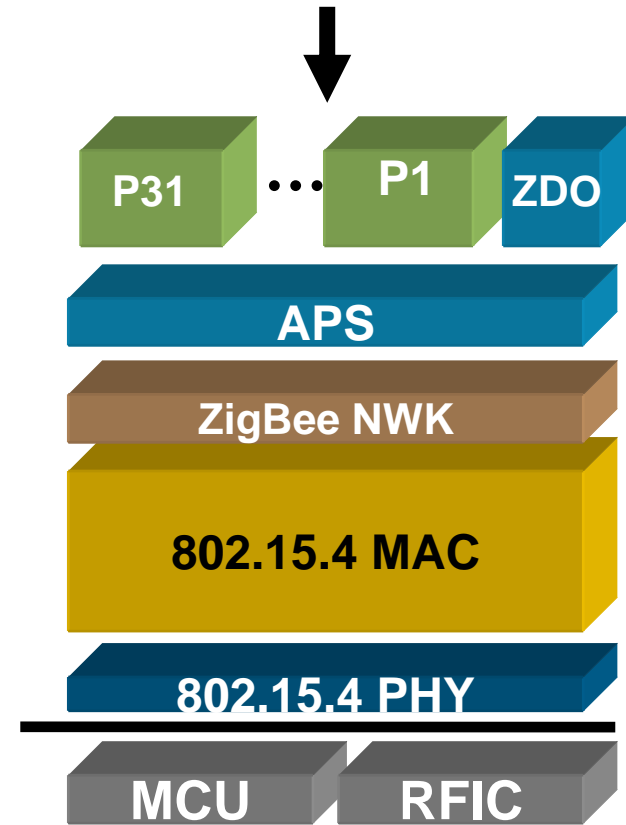 P31 ... P1 ZDO
APS
ZigBee NWK
802.15.4 MAC
802.15.4 PHY
MCU RFIC